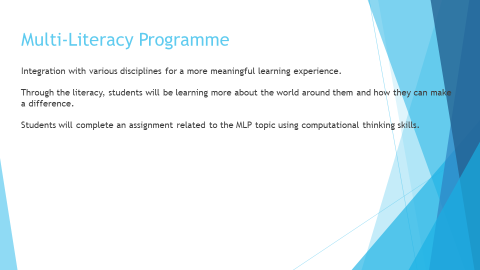 Multi-Literacy Programme
Integration with various disciplines for a more meaningful learning experience.
Through the literacy, students will be learning more about the world around them and how they can make
a difference.
Students will complete an assignment related to the MLP topic using computational thinking skills.